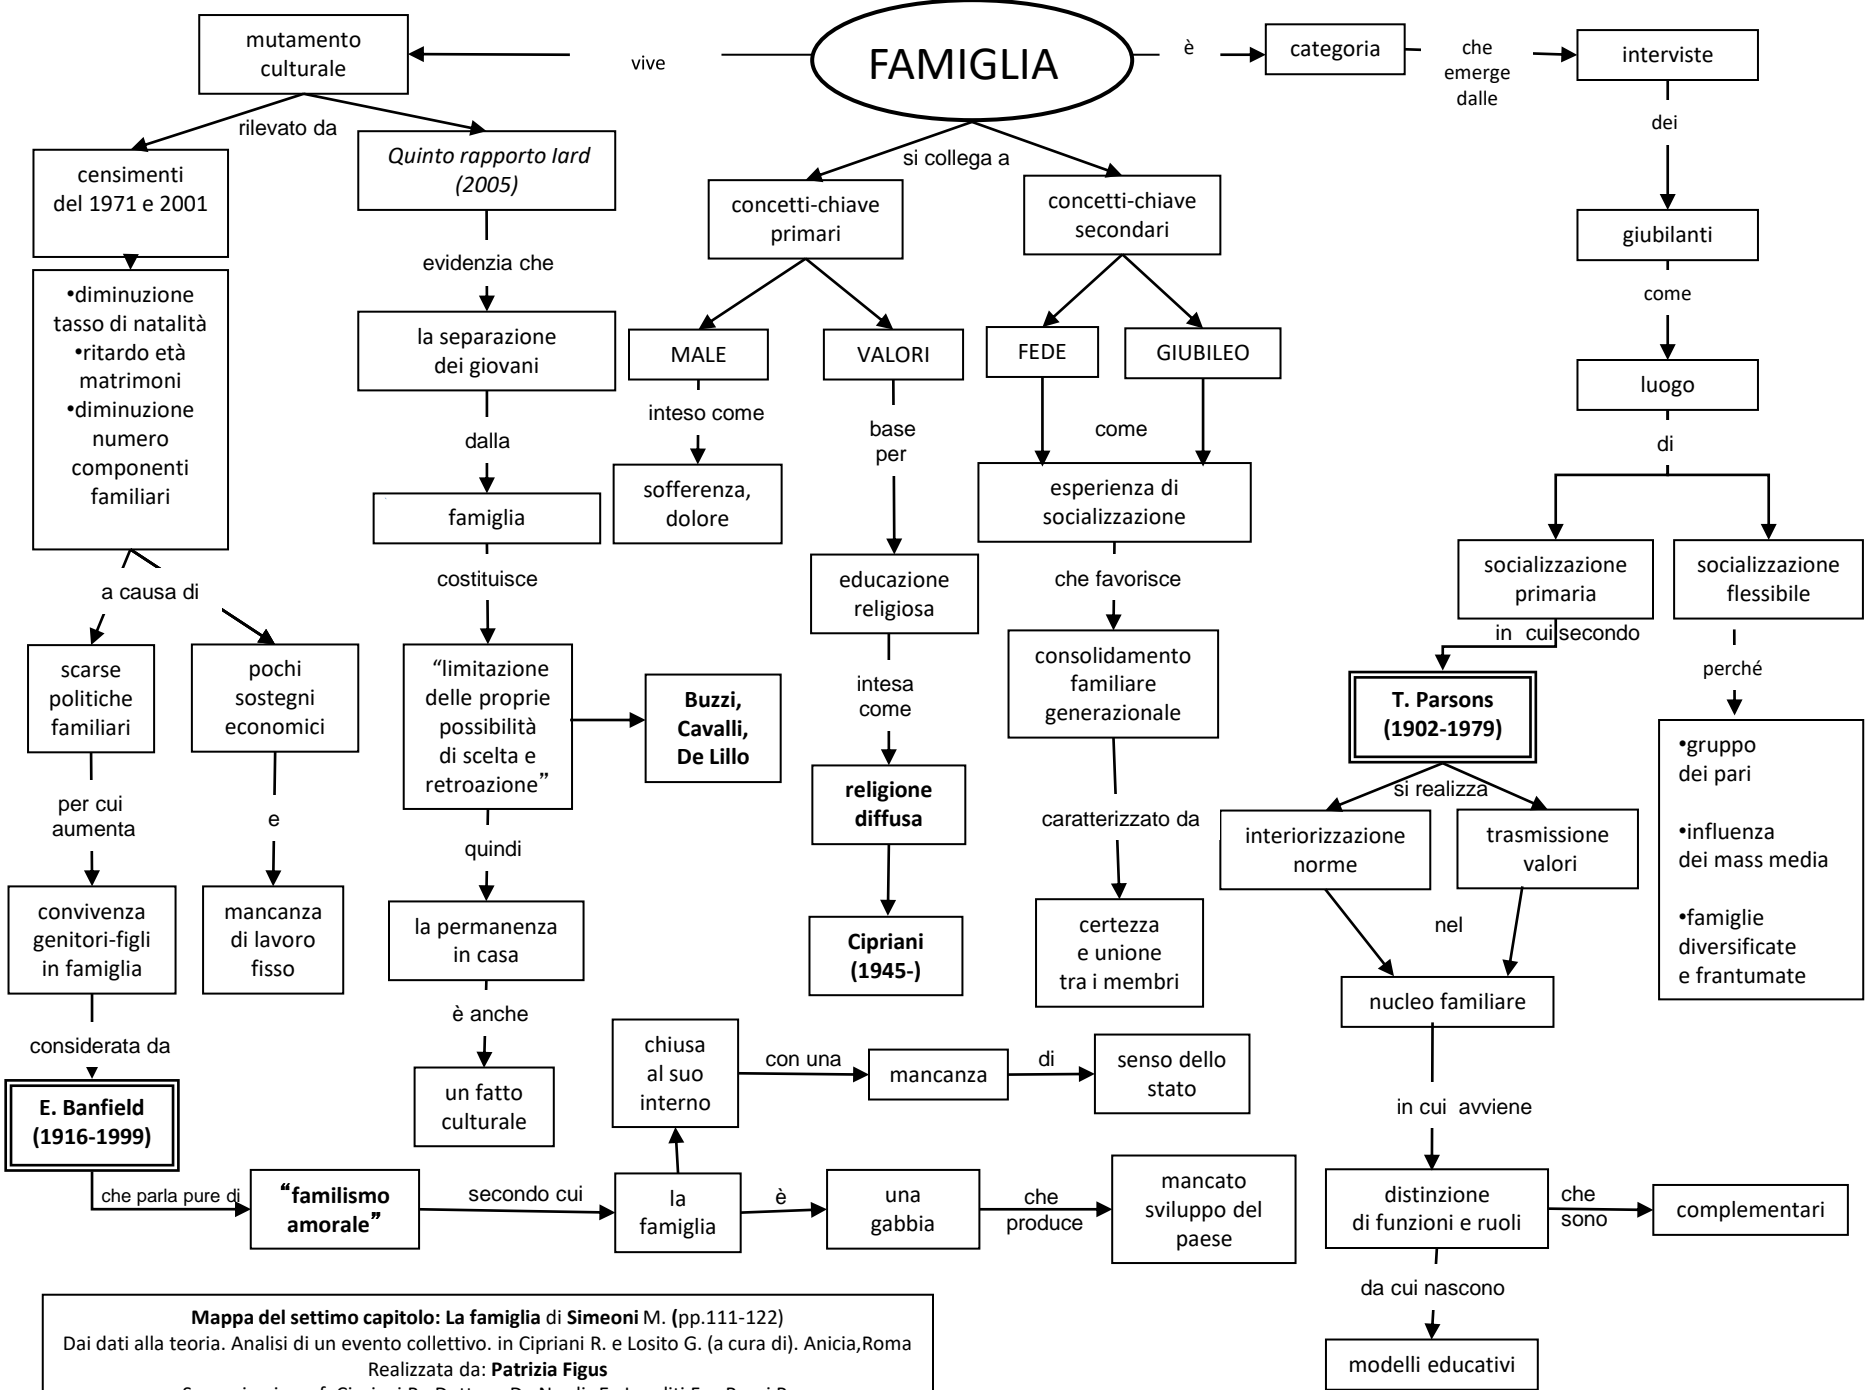 FAMIGLIA
vive
mutamento
culturale
rilevato da
censimenti
del 1971 e 2001
•diminuzione
tasso di natalità
•ritardo età
matrimoni
•diminuzione
numero
componenti
familiari
a causa di
scarse
politiche
familiari
per cui
aumenta
convivenza
genitori-figli
in famiglia
considerata da
E. Banfield
(1916-1999)
che parla pure di
“familismo
amorale”
secondo cui
la
famiglia
chiusa
al suo
interno
con una
mancanza
di
senso dello
stato
è
una
gabbia
che
produce
mancato
sviluppo del
paese
pochi
sostegni
economici
e
mancanza
di lavoro
fisso
Quinto rapporto Iard
(2005)
evidenzia che
la separazione
dei giovani
dalla
famiglia
costituisce
“limitazione
delle proprie
possibilità
di scelta e
retroazione”
Buzzi,
Cavalli,
De Lillo
quindi
la permanenza
in casa
è anche
un fatto
culturale
si collega a
concetti-chiave
primari
MALE
inteso come
sofferenza,
dolore
VALORI
base
per
educazione
religiosa
intesa
come
religione
diffusa
Cipriani
(1945-)
concetti-chiave
secondari
FEDE
GIUBILEO
come
esperienza di
socializzazione
che favorisce
consolidamento
familiare
generazionale
caratterizzato da
certezza
e unione
tra i membri
è
categoria
che
emerge
dalle
interviste
dei
giubilanti
come
luogo
di
socializzazione
primaria
in cui secondo
T. Parsons
(1902-1979)
si realizza
interiorizzazione
norme
trasmissione
valori
nel
nucleo familiare
in cui avviene
distinzione
di funzioni e ruoli
che
sono
complementari
da cui nascono
modelli educativi
socializzazione
flessibile
perché
•gruppo
dei pari
•influenza
dei mass media
•famiglie
diversificate
e frantumate
Mappa del settimo capitolo: La famiglia di Simeoni M. (pp.111-122)
Dai dati alla teoria. Analisi di un evento collettivo. in Cipriani R. e Losito G. (a cura di). Anicia,Roma
Realizzata da: Patrizia Figus